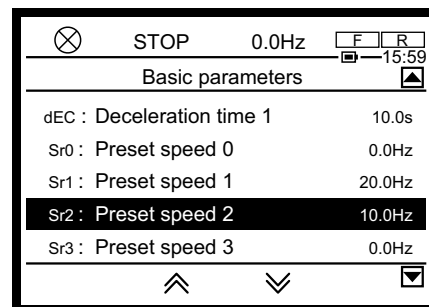 STOP 0.0Hz F R
15:59
Basic parameters
dEC : Deceleration time 1 10.0s
Sr0 : Preset speed 0 0.0Hz
Sr1 : Preset speed 1 20.0Hz
Sr2 : Preset speed 2 10.0Hz
Sr3 : Preset speed 3 0.0Hz